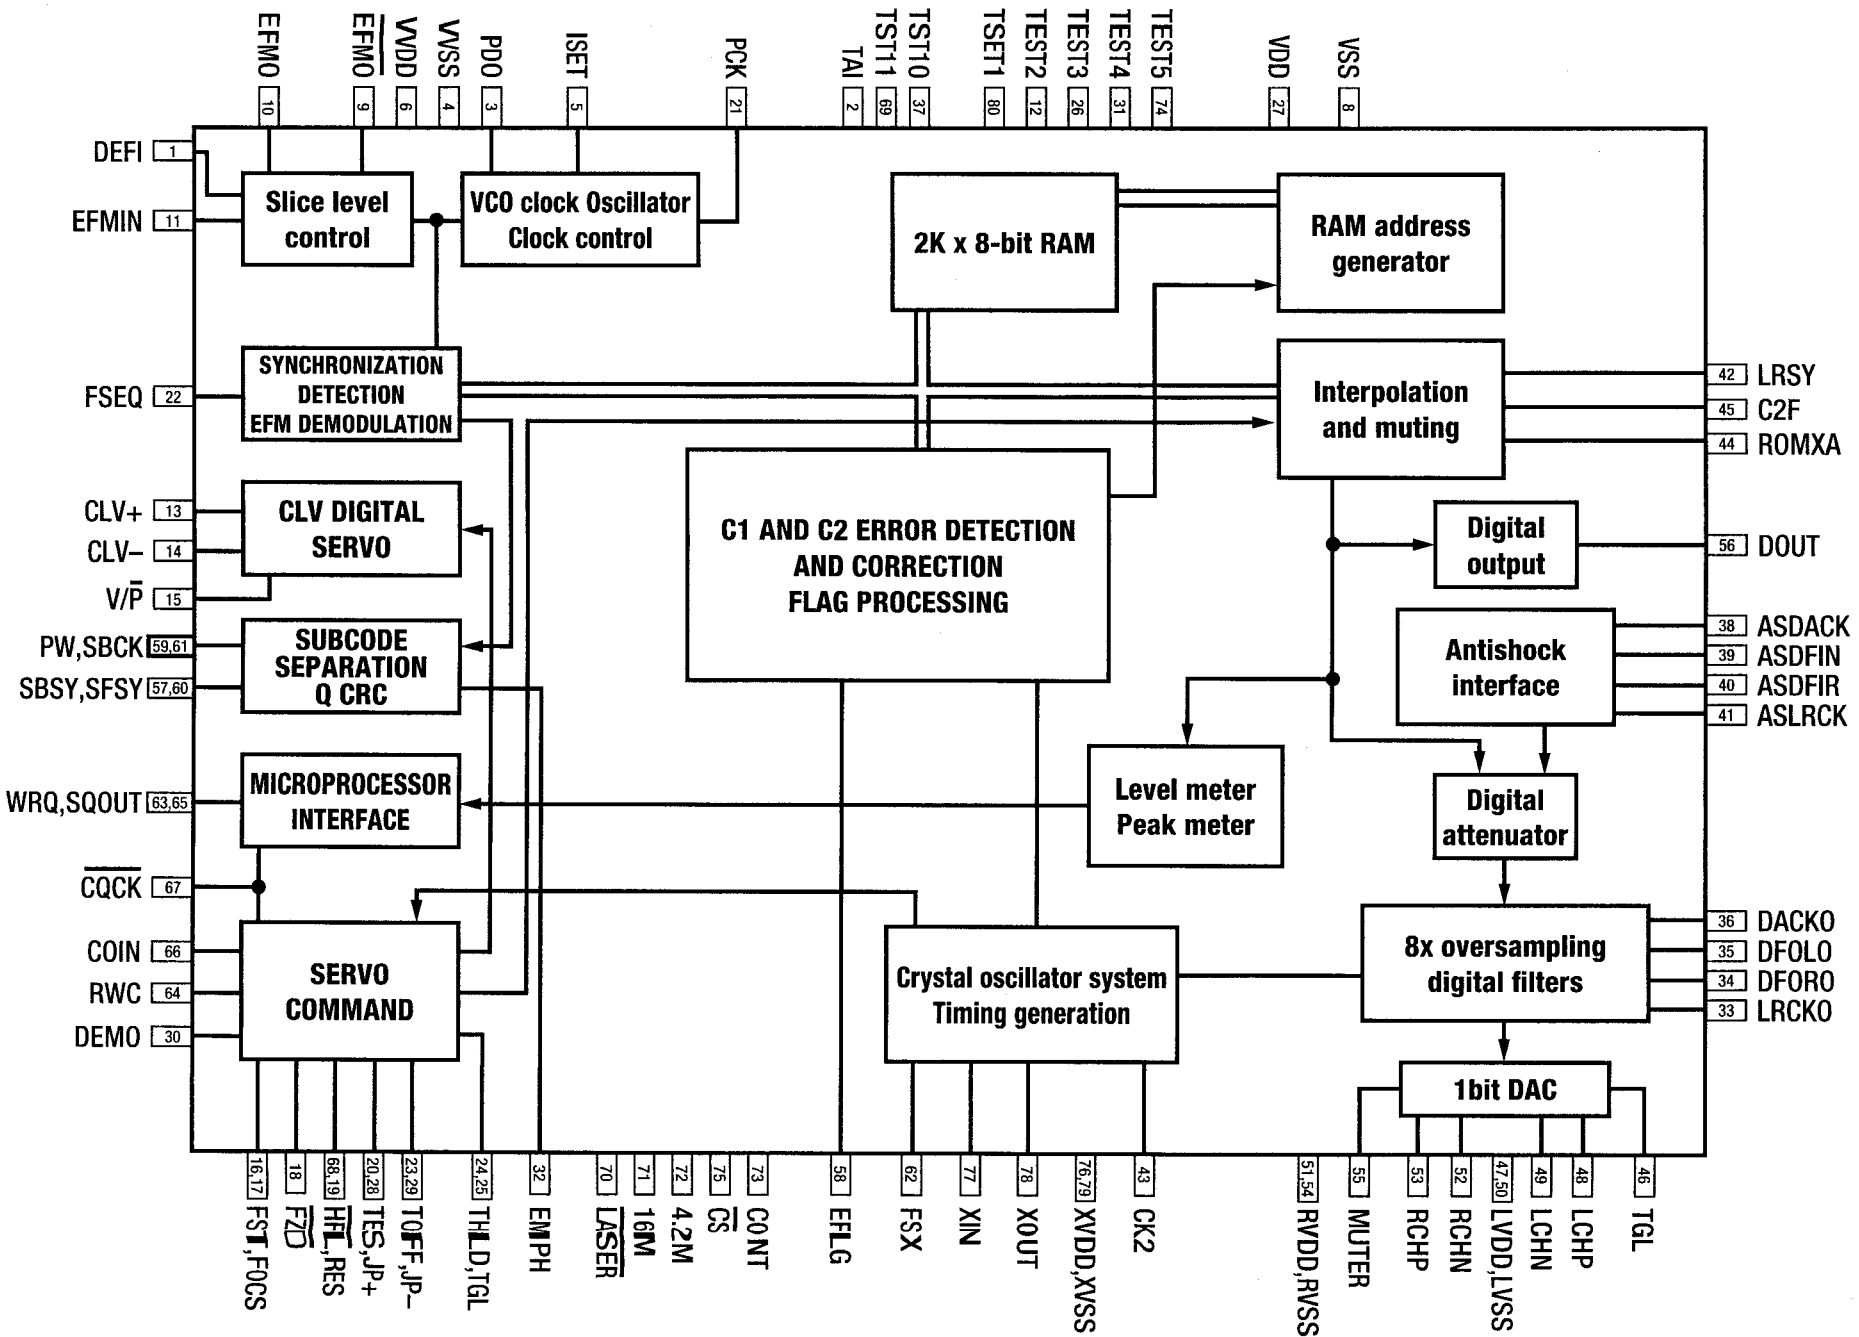 EFMO
EFMO
VVDD
VVSS
PDO
ISET
PCK
TAI
TST11
TST10
TSET1
TEST2
TEST3
TEST4
TEST5
VDD
VSS
10
9
6
4
3
5
21
2
69
37
80
12
26
31
74
27
8
DEFI 1
EFMIN 11
Slice level
control
VCO clock Oscillator
Clock control
2K x 8-bit RAM
RAM address
generator
FSEQ 22
SYNCHRONIZATION
DETECTION
EFM DEMODULATION
Interpolation
and muting
42 LRSY
45 C2F
44 ROMXA
CLV+ 13
CLV– 14
V/P 15
CLV DIGITAL
SERVO
C1 AND C2 ERROR DETECTION
AND CORRECTION
FLAG PROCESSING
Digital
output
56 DOUT
PW,SBCK 59,61
SBSY,SFSY 57,60
SUBCODE
SEPARATION
Q CRC
Antishock
interface
38 ASDACK
39 ASDFIN
40 ASDFIR
41 ASLRCK
WRQ,SQOUT 63,65
MICROPROCESSOR
INTERFACE
Level meter
Peak meter
Digital
attenuator
CQCK 67
COIN 66
RWC 64
DEMO 30
SERVO
COMMAND
Crystal oscillator system
Timing generation
8x oversampling
digital filters
36 DACKO
35 DFOLO
34 DFORO
33 LRCKO
1bit DAC
16,17
18
68,19
20,28
23,29
24,25
32
70
71
72
75
73
58
62
77
78
76,79
43
51,54
55
53
52
47,50
49
48
46
FST,FOCS
FZD
HFL,RES
TES,JP+
TOFF,JP–
THLD,TGL
EMPH
LASER
16M
4.2M
CS
CONT
EFLG
FSX
XIN
XOUT
XVDD,XVSS
CK2
RVDD,RVSS
MUTER
RCHP
RCHN
LVDD,LVSS
LCHN
LCHP
TGL